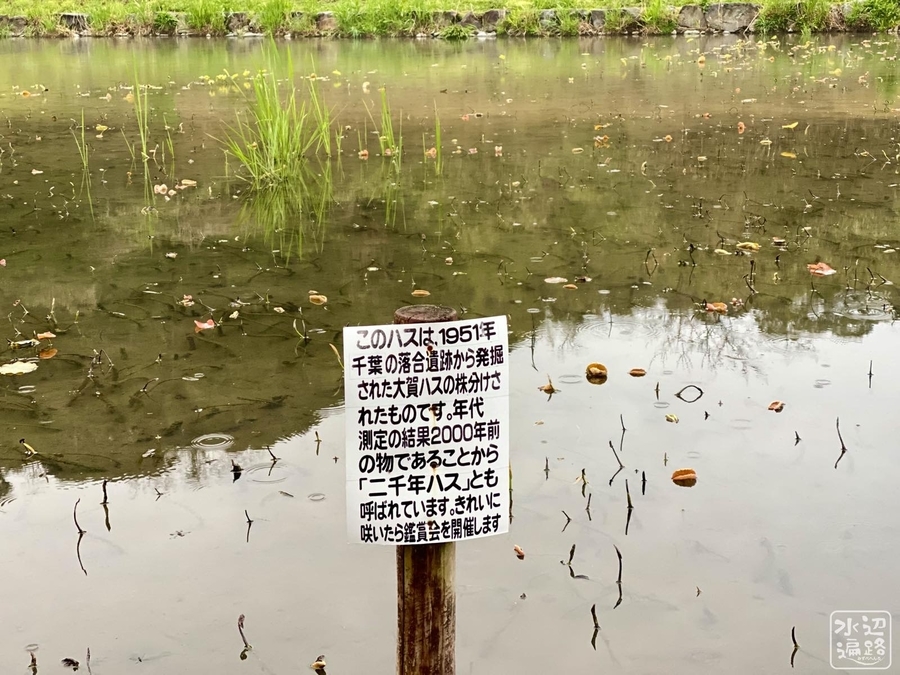 このハスは、1951年
千葉の落合遺跡から発掘
された大賀ハスの株分けさ
れたものです。年代
測定の結果2000年前
の物であることから
「二千年ハス」とも
呼ばれています。きれいに
咲いたら鑑賞会を開催します
水辺
遍路